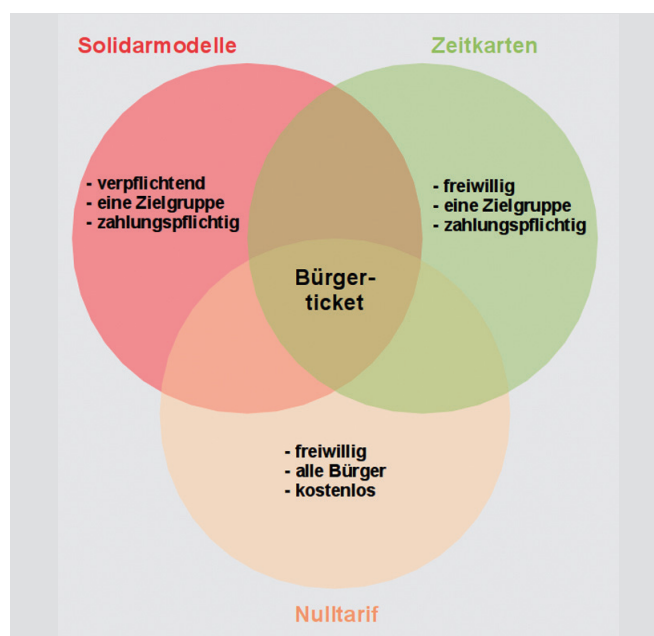 Solidarmodelle
Zeitkarten
- verpflichtend
- eine Zielgruppe
- zahlungspflichtig
- freiwillig
- eine Zielgruppe
- zahlungspflichtig
Bürger-
ticket
- freiwillig
- alle Bürger
- kostenlos
Nulltarif